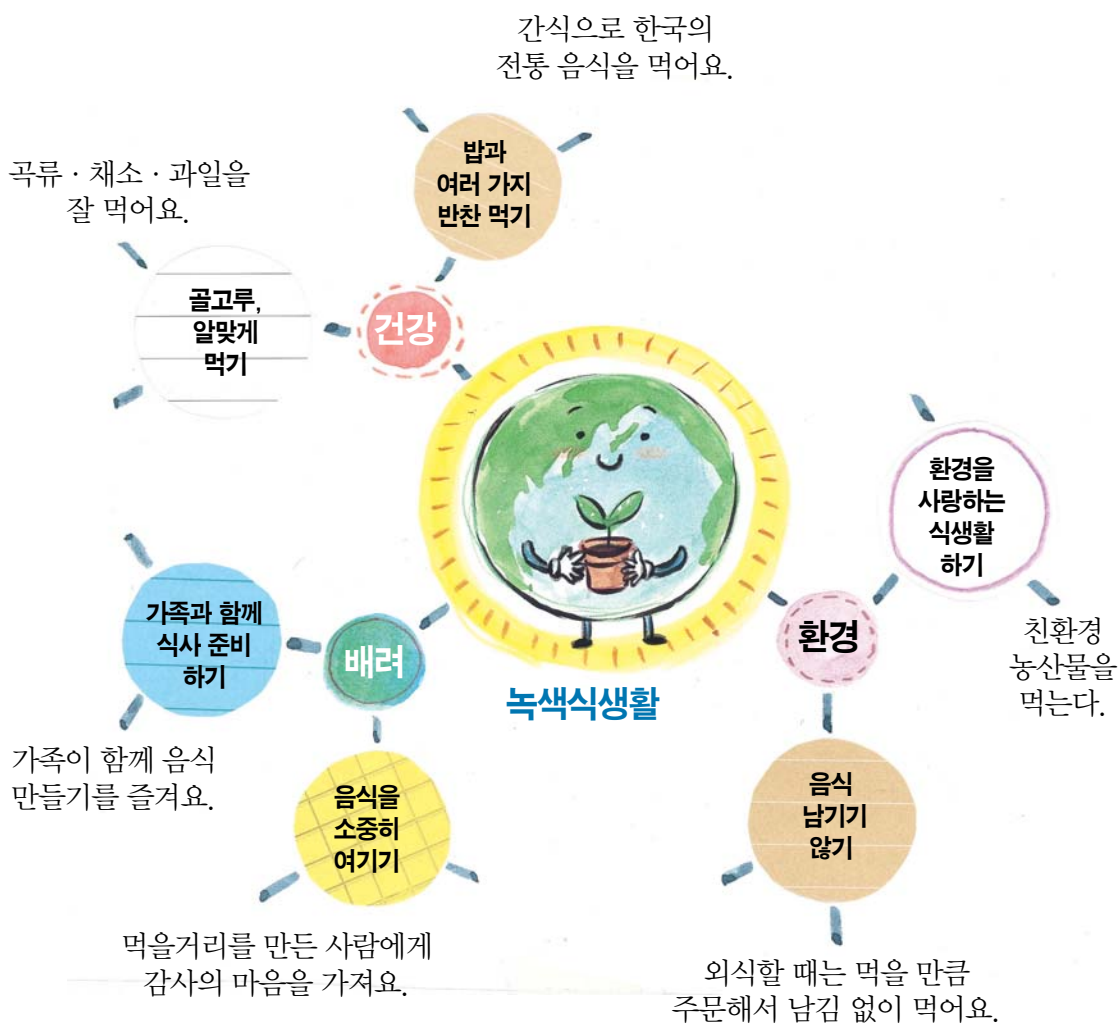 간식으로 한국의
전통 음식을 먹어요.
밥과
여러 가지
반찬 먹기
곡류 · 채소 · 과일을
잘 먹어요.
골고루,
알맞게
먹기
건강
환경을
사랑하는
식생활
하기
친환경
농산물을
먹는다.
환경
가족과 함께
식사 준비
하기
배려
녹색식생활
가족이 함께 음식
만들기를 즐겨요.
음식을
소중히
여기기
음식
남기기
않기
먹을거리를 만든 사람에게
감사의 마음을 가져요.
외식할 때는 먹을 만큼
주문해서 남김 없이 먹어요.